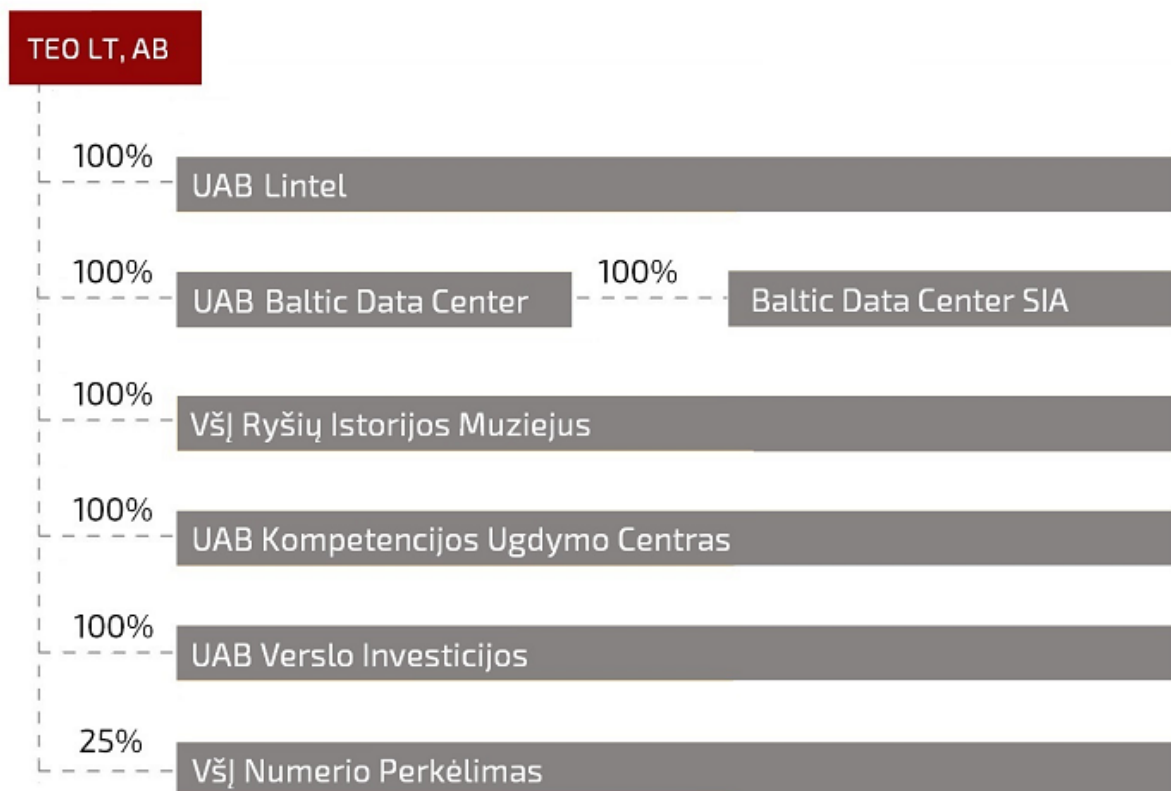 TEO LT, AB
100%
UAB Lintel
100%
UAB Baltic Data Center
100%
Baltic Data Center SIA
100%
VšĮ Ryšių Istorijos Muziejus
100%
UAB Kompetencijos Ugdymo Centras
100%
UAB Verslo Investicijos
25%
VšĮ Numerio Perkėlimas